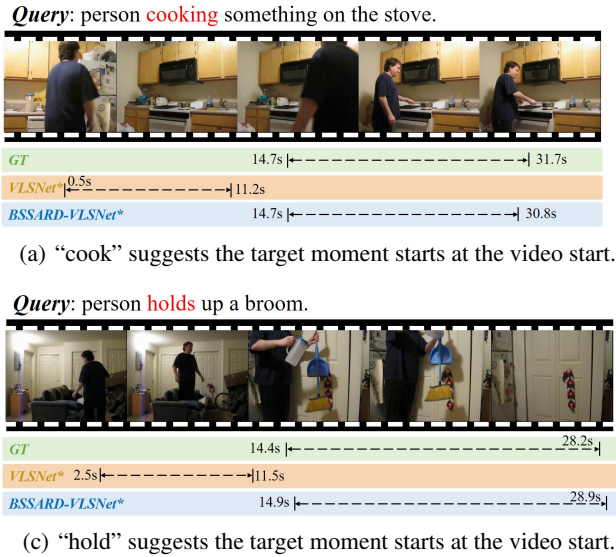 Query: person cooking something on the stove.
GT 14.7s 31.7s
VLSNet* 0.5s 11.2s
BSSARD-VLSNet* 14.7s 30.8s
(a) “cook” suggests the target moment starts at the video start.
Query: person holds up a broom.
GT 14.4s 28.2s
VLSNet* 2.5s 11.5s
BSSARD-VLSNet* 14.9s 28.9s
(c) “hold” suggests the target moment starts at the video start.